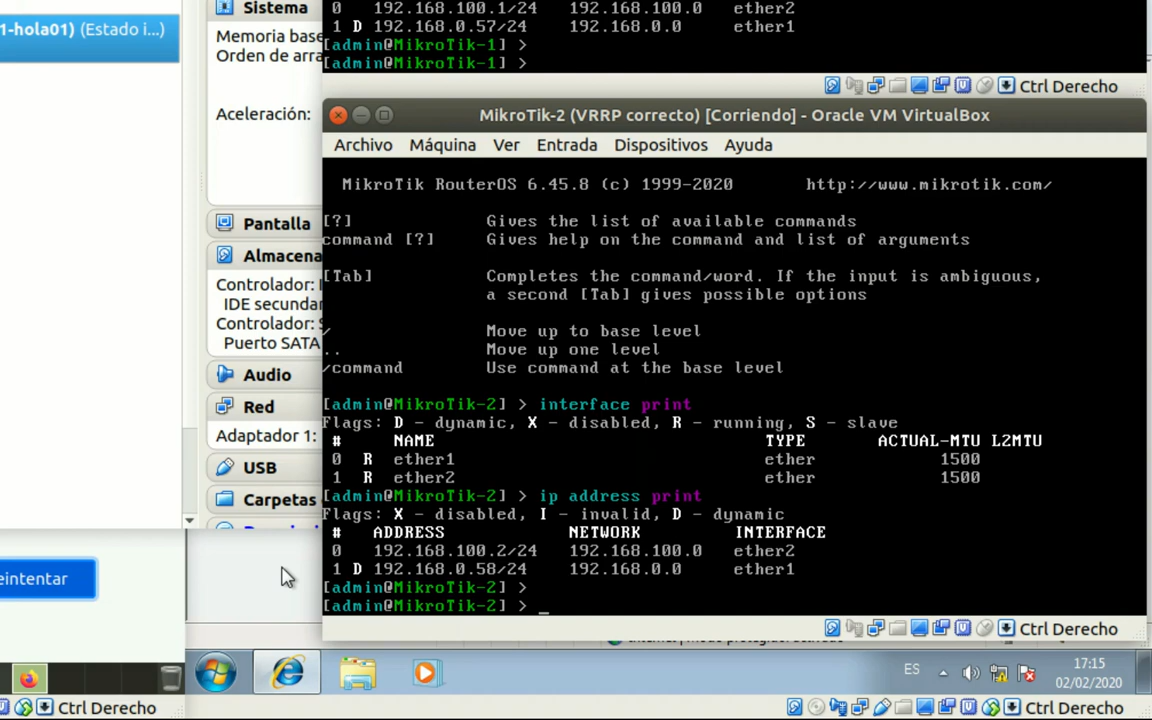 1-hola01) (Estado i...)
Sistema
Memoria base
Orden de arra
Aceleración:
Pantalla
Almacena
Controlador: I
IDE secundar
Controlador: S
Puerto SATA
Audio
Red
Adaptador 1:
USB
Carpetas
eintentar
0 192.168.100.1/24 192.168.100.0 ether2
1 D 192.168.0.57/24 192.168.0.0 ether1
[admin@MikroTik-1] >
[admin@MikroTik-1] >
Ctrl Derecho
MikroTik-2 (VRRP correcto) [Corriendo] - Oracle VM VirtualBox
Archivo Máquina Ver Entrada Dispositivos Ayuda
MikroTik RouterOS 6.45.8 (c) 1999-2020 http://www.mikrotik.com/
[?] Gives the list of available commands
command [?] Gives help on the command and list of arguments
[Tab] Completes the command/word. If the input is ambiguous,
a second [Tab] gives possible options
/ Move up to base level
.. Move up one level
/command Use command at the base level
[admin@MikroTik-2] > interface print
Flags: D - dynamic, X - disabled, R - running, S - slave
# NAME TYPE ACTUAL-MTU L2MTU
0 R ether1 ether 1500
1 R ether2 ether 1500
[admin@MikroTik-2] > ip address print
Flags: X - disabled, I - invalid, D - dynamic
# ADDRESS NETWORK INTERFACE
0 192.168.100.2/24 192.168.100.0 ether2
1 D 192.168.0.58/24 192.168.0.0 ether1
[admin@MikroTik-2] >
[admin@MikroTik-2] > _
Ctrl Derecho
ES
17:15
02/02/2020
Ctrl Derecho
Ctrl Derecho